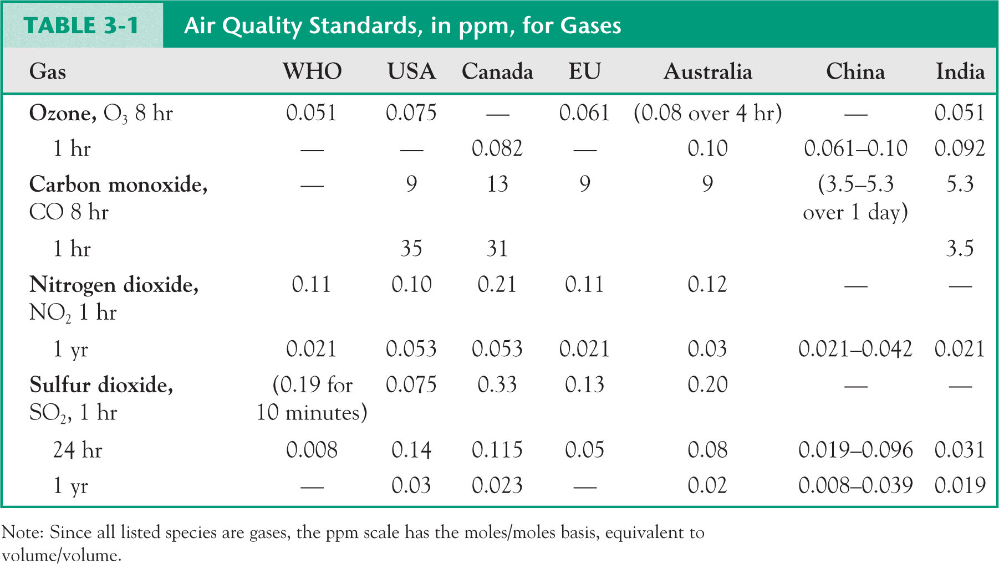 TABLE 3-1 Air Quality Standards, in ppm, for Gases
Gas WHO USA Canada EU Australia China India
Ozone, O₃ 8 hr 0.051 0.075 — 0.061 (0.08 over 4 hr) — 0.051
1 hr — — 0.082 — 0.10 0.061–0.10 0.092
Carbon monoxide, — 9 13 9 9 (3.5–5.3 5.3
CO 8 hr over 1 day)
1 hr 35 31 3.5
Nitrogen dioxide, 0.11 0.10 0.21 0.11 0.12 — —
NO₂ 1 hr
1 yr 0.021 0.053 0.053 0.021 0.03 0.021–0.042 0.021
Sulfur dioxide, (0.19 for 0.075 0.33 0.13 0.20 — —
SO₂, 1 hr 10 minutes)
24 hr 0.008 0.14 0.115 0.05 0.08 0.019–0.096 0.031
1 yr — 0.03 0.023 — 0.02 0.008–0.039 0.019
Note: Since all listed species are gases, the ppm scale has the moles/moles basis, equivalent to
volume/volume.